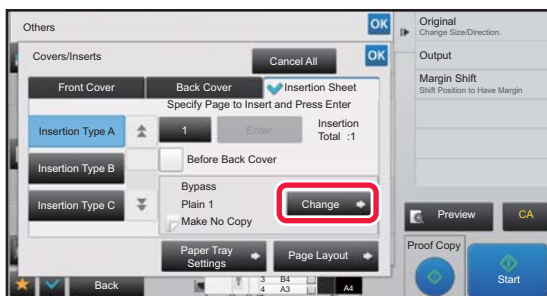 Others
OK
Covers/Inserts
Cancel All
OK
Front Cover
Back Cover
Insertion Sheet
Specify Page to Insert and Press Enter
Insertion Type A
1
Enter
Insertion
Total :1
Before Back Cover
Insertion Type B
Bypass
Plain 1
Make No Copy
Change
Insertion Type C
Paper Tray
Settings
Page Layout
Back
3 B4
4 A3
A4
Original
Change Size/Direction.
Output
Margin Shift
Shift Position to Have Margin
Preview
CA
Proof Copy
Start